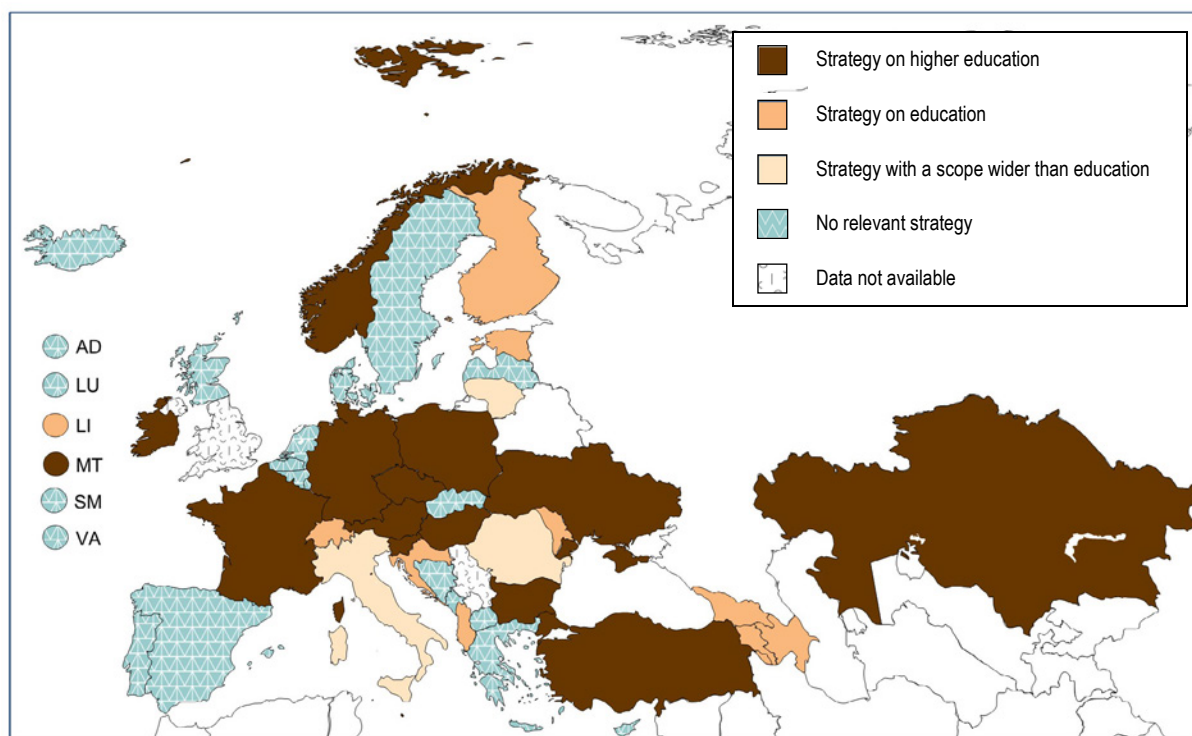 Strategy on higher education
Strategy on education
Strategy with a scope wider than education
No relevant strategy
Data not available
AD
LU
LI
MT
SM
VA